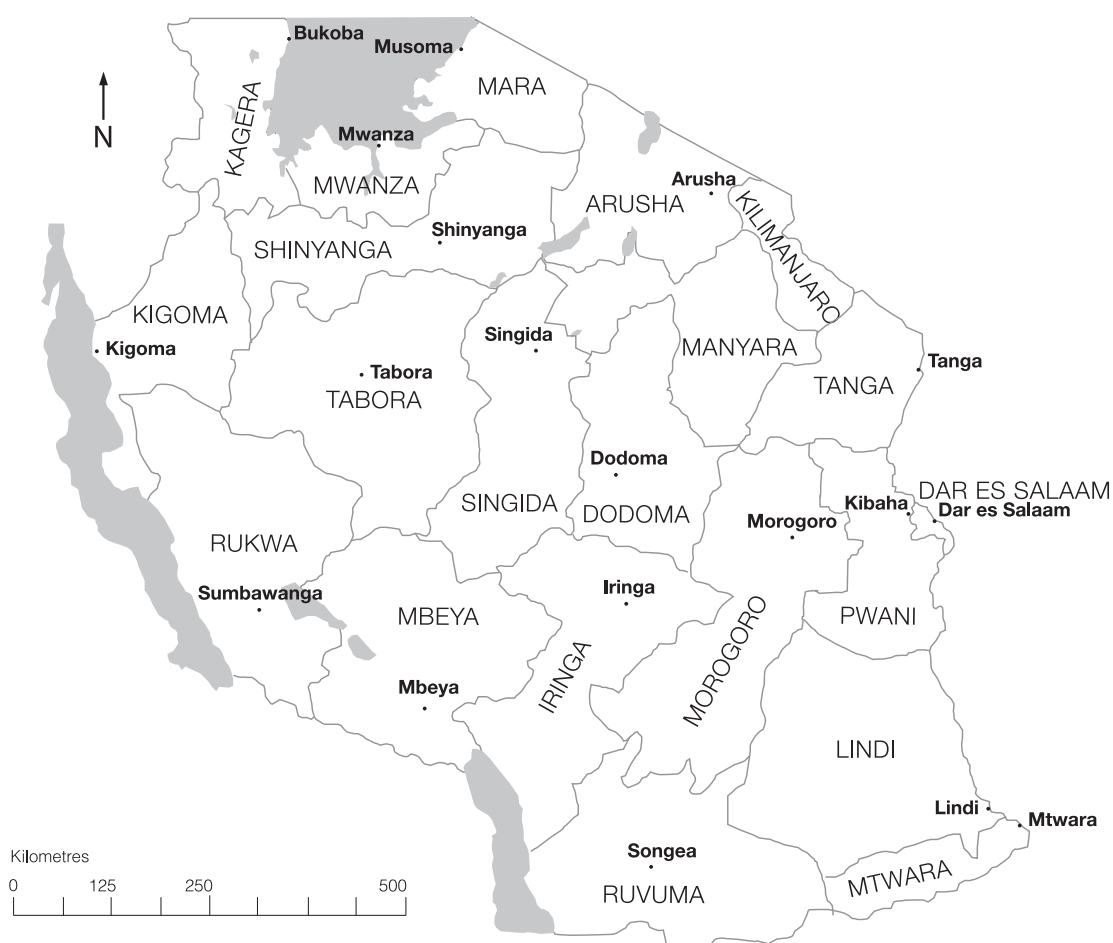 Bukoba
Musoma
MARA
N
KAGERA
Mwanza
MWANZA
Arusha
ARUSHA
KILIMANJARO
Shinyanga
SHINYANGA
KIGOMA
Kigoma
Singida
MANYARA
Tanga
TANGA
Tabora
TABORA
Dodoma
SINGIDA
DODOMA
DAR ES SALAAM
Kibaha
Dar es Salaam
Morogoro
RUKWA
Sumbawanga
Iringa
MBEYA
PWANI
MOROGORO
IRINGA
Mbeya
LINDI
Lindi
Mtwara
Songea
RUVUMA
MTWARA
Kilometres
0 125 250 500